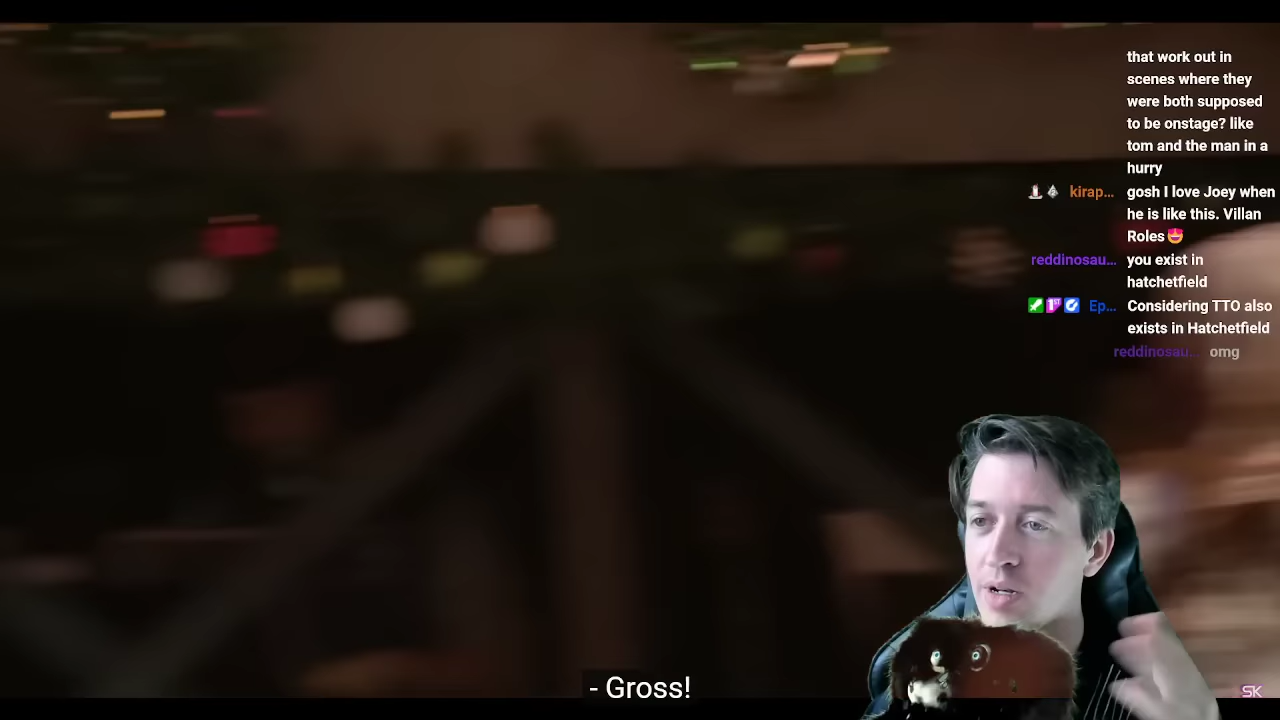 that work out in
scenes where they
were both supposed
to be onstage? like
tom and the man in a
hurry
kirap... gosh I love Joey when
he is like this. Villan
Roles😍
reddinosau... you exist in
hatchetfield
1ST Ep... Considering TTO also
exists in Hatchetfield
reddinosau... omg
- Gross!
SK